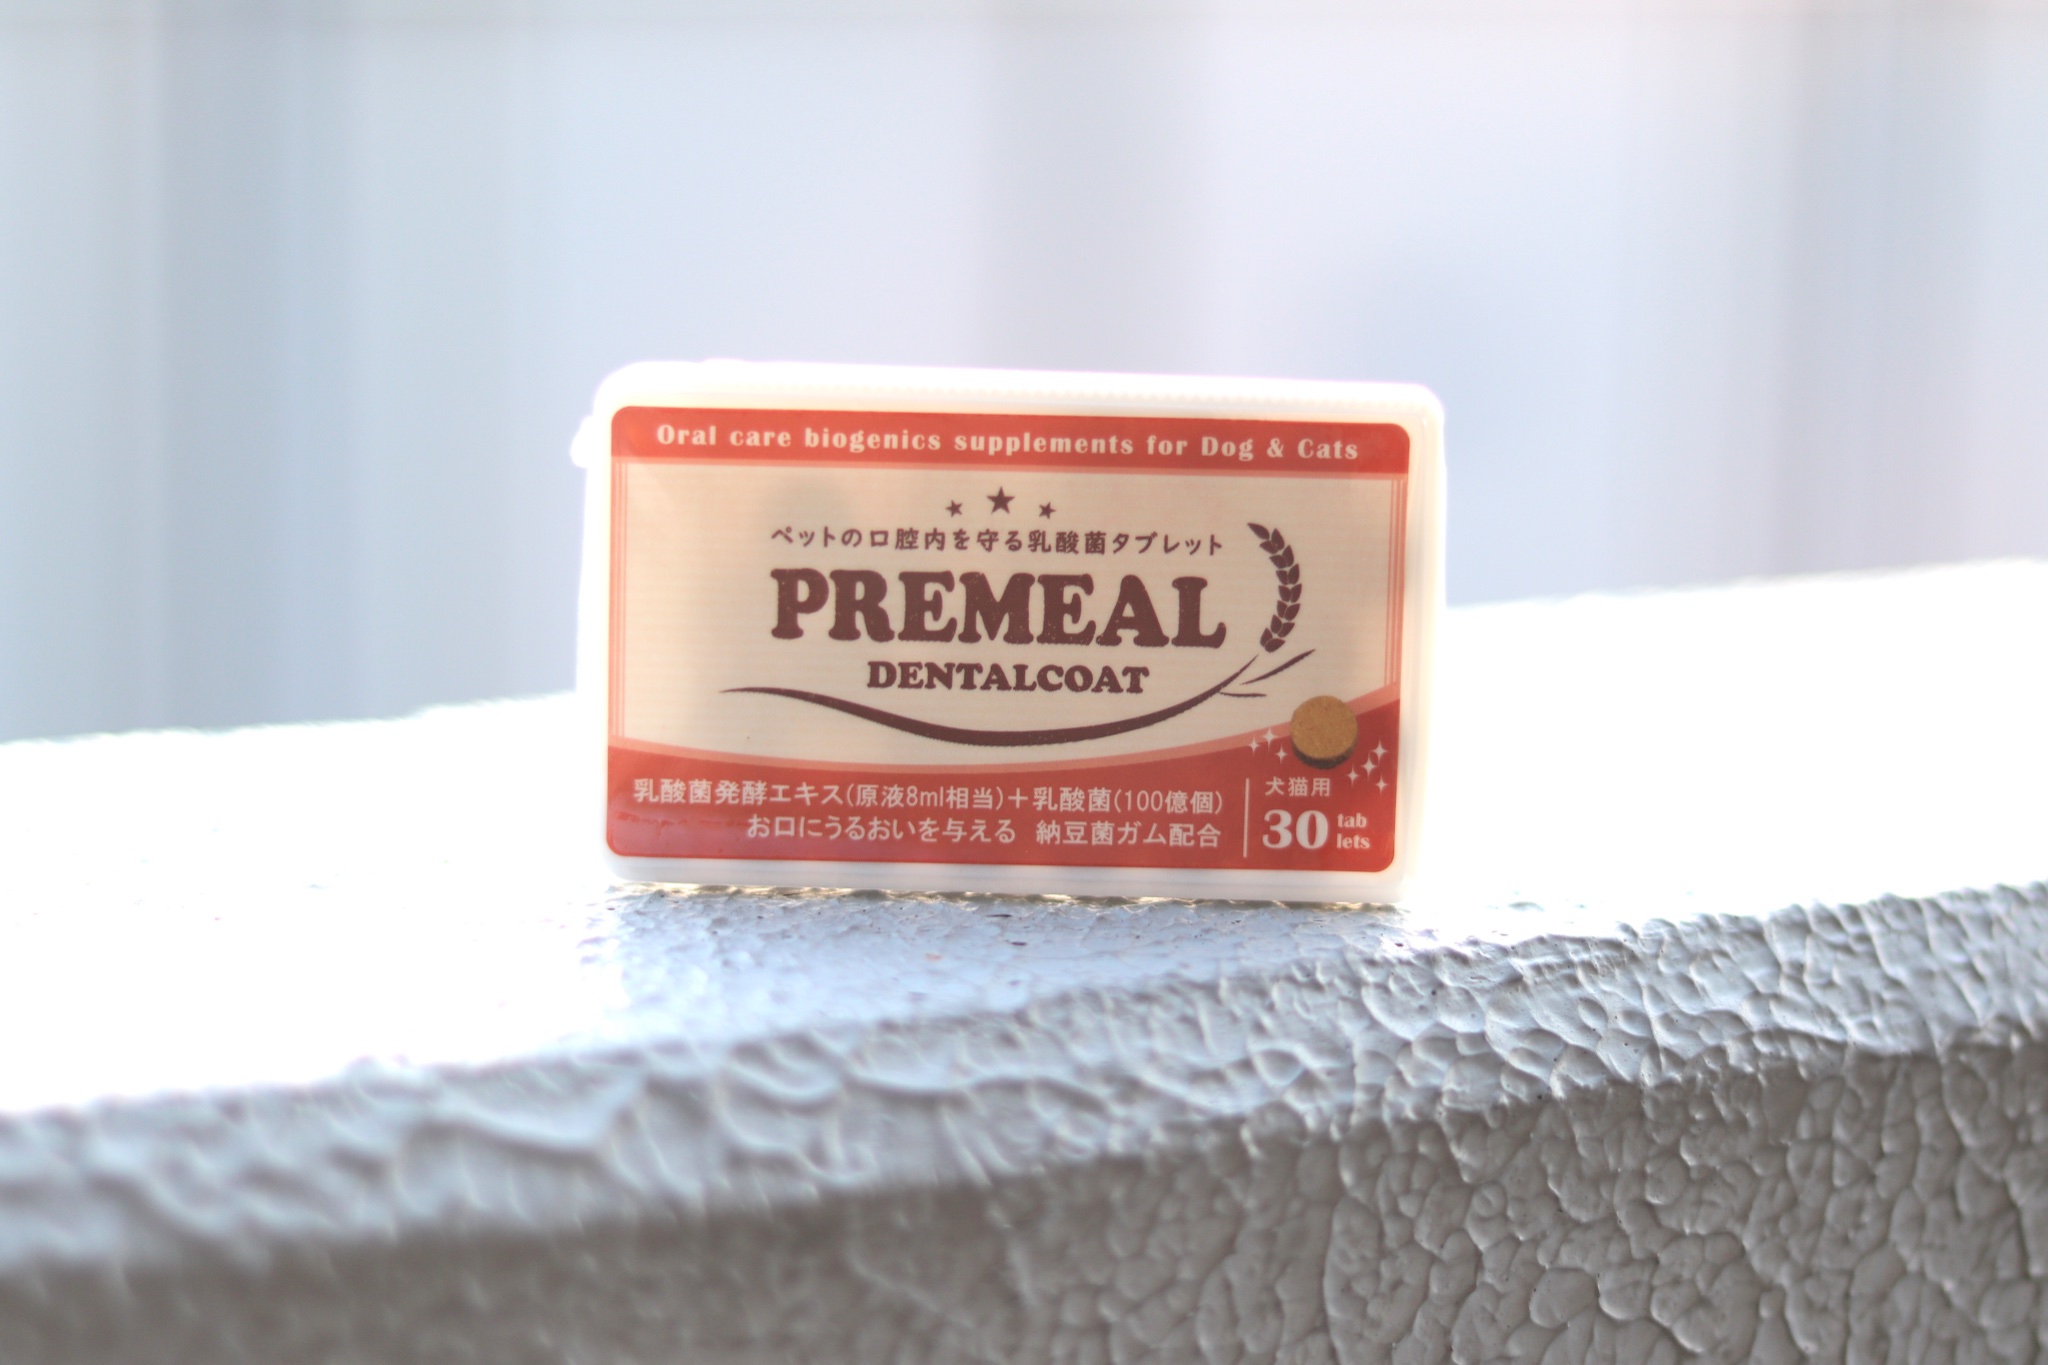 Oral care biogenics supplements for Dog & Cats
ペットの口腔内を守る乳酸菌タブレット
PREMEAL
DENTALCOAT
乳酸菌発酵エキス(原液8ml相当)+乳酸菌(100億個)
お口にうるおいを与える 納豆菌ガム配合
犬猫用
30 tab
lets